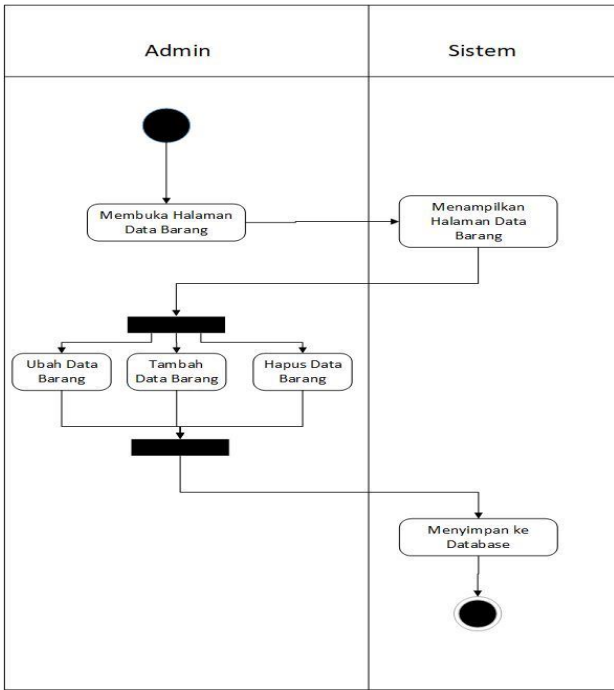 Admin
Sistem
Membuka Halaman
Data Barang
Menampilkan
Halaman Data
Barang
Ubah Data
Barang
Tambah
Data Barang
Hapus Data
Barang
Menyimpan ke
Database